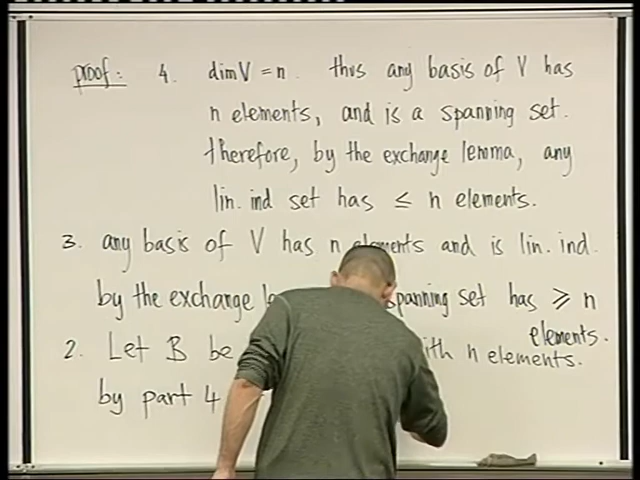 proof: 4. dim V = n. thus any basis of V has
n elements, and is a spanning set.
therefore, by the exchange lemma, any
lin. ind set has ≤ n elements.
3. any basis of V has n elements and is lin. ind.
by the exchange spanning set has ≥ n
elements.
2. Let B be n elements.
by part 4